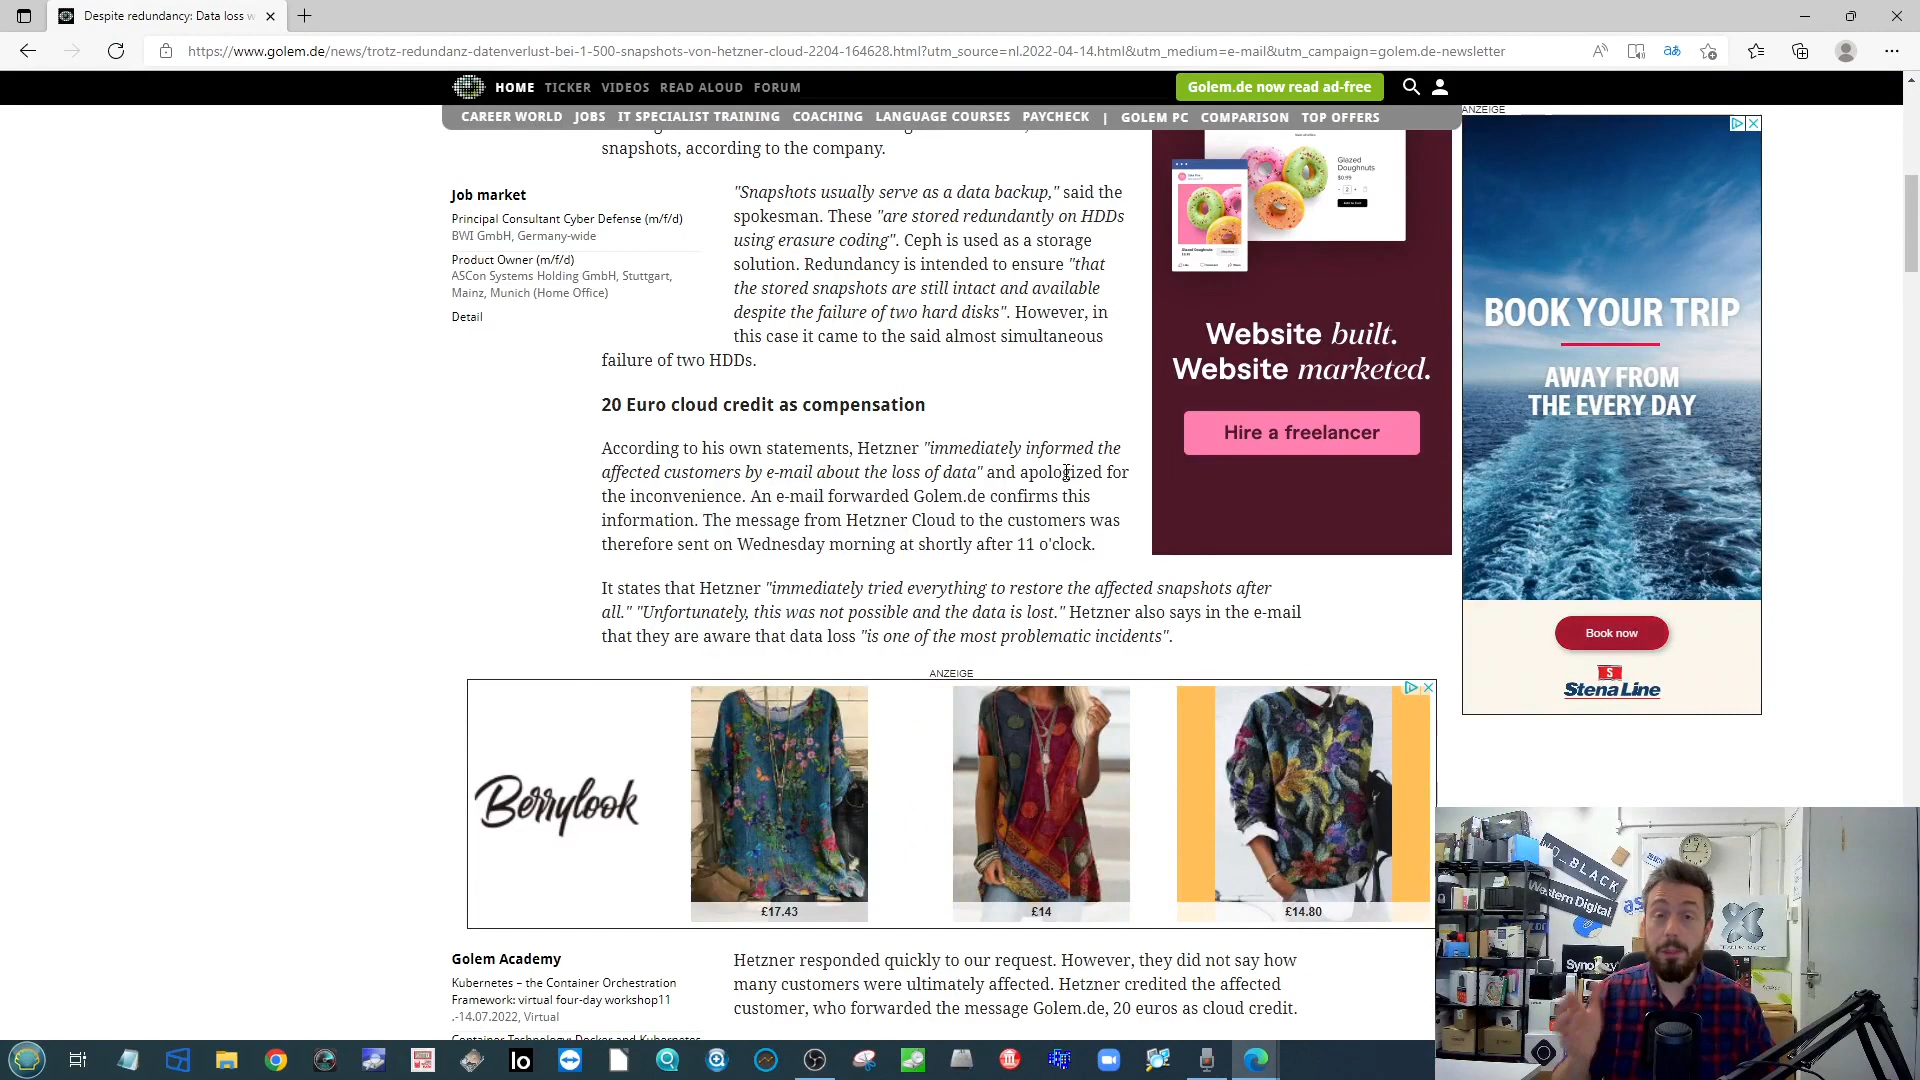 Despite redundancy: Data loss w
https://www.golem.de/news/trotz-redundanz-datenverlust-bei-1-500-snapshots-von-hetzner-cloud-2204-164628.html?utm_source=nl.2022-04-14.html&utm_medium=e-mail&utm_campaign=golem.de-newsletter
HOME TICKER VIDEOS READ ALOUD FORUM
Golem.de now read ad-free
CAREER WORLD JOBS IT SPECIALIST TRAINING COACHING LANGUAGE COURSES PAYCHECK | GOLEM PC COMPARISON TOP OFFERS
ANZEIGE
snapshots, according to the company.
Job market
Principal Consultant Cyber Defense (m/f/d)
BWI GmbH, Germany-wide
Product Owner (m/f/d)
ASCon Systems Holding GmbH, Stuttgart,
Mainz, Munich (Home Office)
Detail
"Snapshots usually serve as a data backup," said the
spokesman. These "are stored redundantly on HDDs
using erasure coding". Ceph is used as a storage
solution. Redundancy is intended to ensure "that
the stored snapshots are still intact and available
despite the failure of two hard disks". However, in
this case it came to the said almost simultaneous
failure of two HDDs.
20 Euro cloud credit as compensation
According to his own statements, Hetzner "immediately informed the
affected customers by e-mail about the loss of data" and apologized for
the inconvenience. An e-mail forwarded Golem.de confirms this
information. The message from Hetzner Cloud to the customers was
therefore sent on Wednesday morning at shortly after 11 o'clock.
It states that Hetzner "immediately tried everything to restore the affected snapshots after
all." "Unfortunately, this was not possible and the data is lost." Hetzner also says in the e-mail
that they are aware that data loss "is one of the most problematic incidents".
Glazed
Doughnuts
$0.99
Website built.
Website marketed.
Hire a freelancer
BOOK YOUR TRIP
AWAY FROM
THE EVERY DAY
Book now
S
Stena Line
ANZEIGE
Berrylook
£17.43
£14
£14.80
Golem Academy
Kubernetes – the Container Orchestration
Framework: virtual four-day workshop11
.-14.07.2022, Virtual
Container Technology: Docker and Kubernetes
Hetzner responded quickly to our request. However, they did not say how
many customers were ultimately affected. Hetzner credited the affected
customer, who forwarded the message Golem.de, 20 euros as cloud credit.
_BLACK
Western Digital
Synology
IO